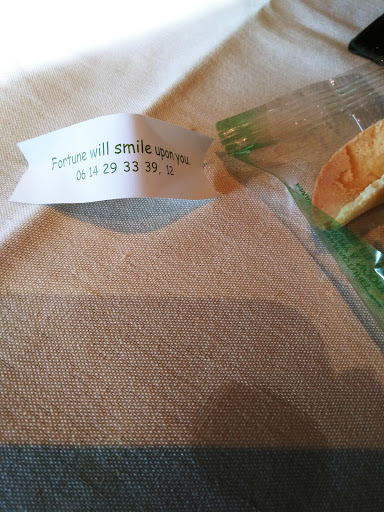 Fortune will smile upon you
06 14 29 33 39, 12